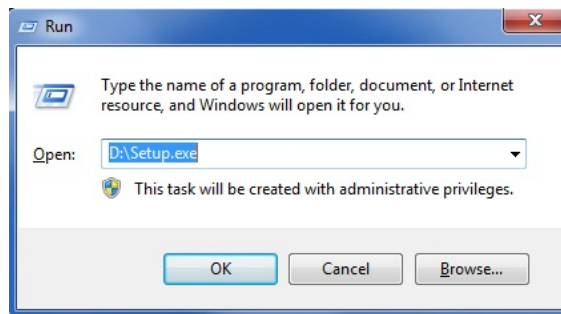 Run
Type the name of a program, folder, document, or Internet
resource, and Windows will open it for you.
Open:
D:\Setup.exe
This task will be created with administrative privileges.
OK
Cancel
Browse...